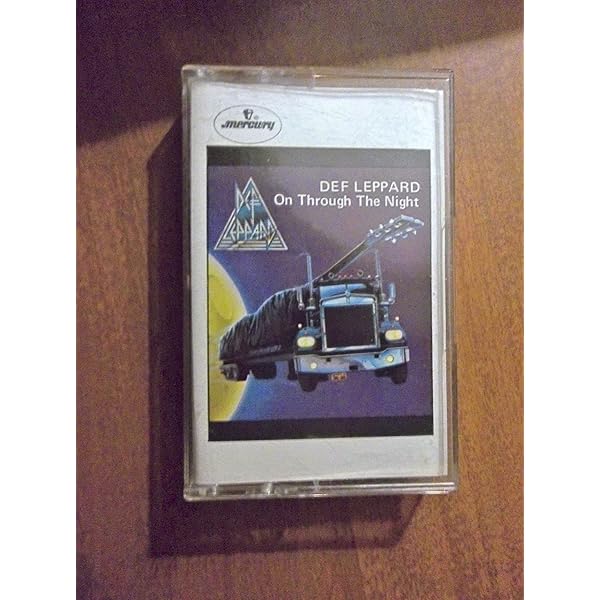 mercury
DEF LEPPARD
On Through The Night
DEF
LEPPARD